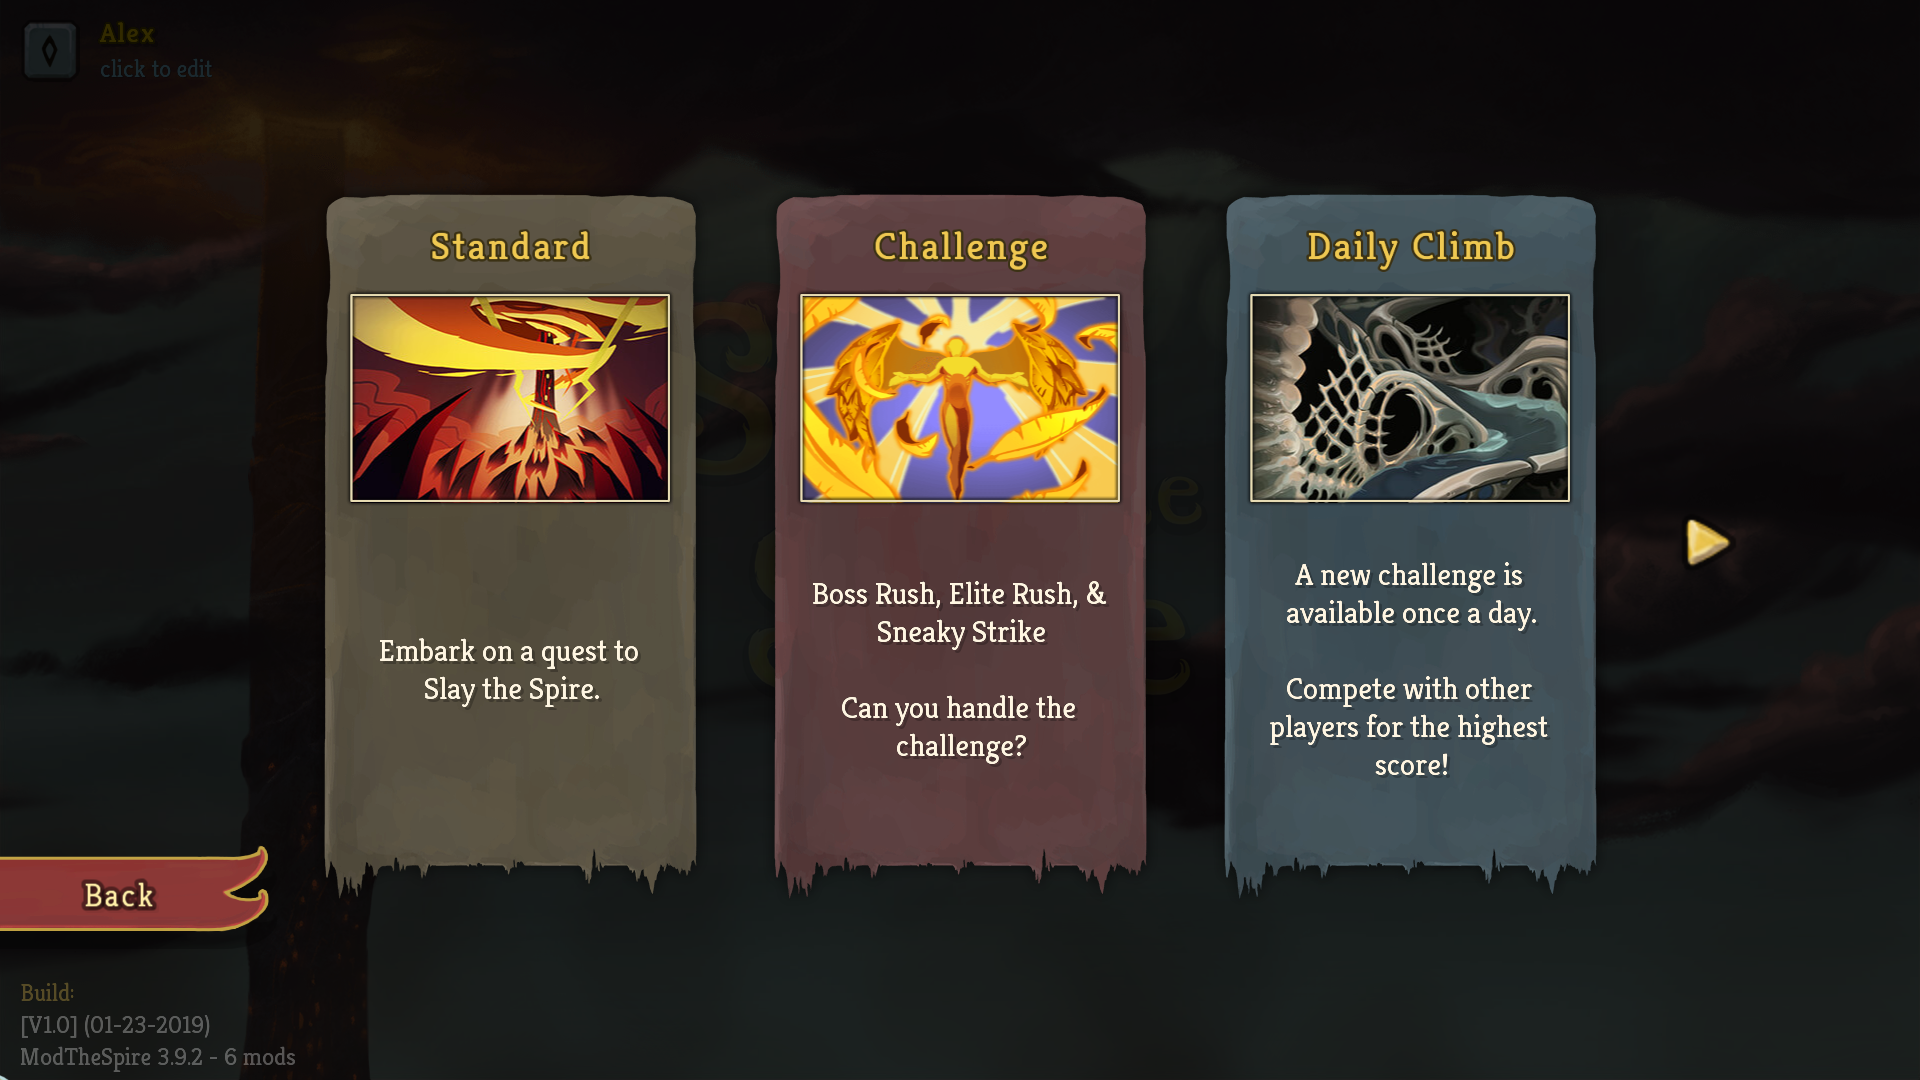 Alex
click to edit
Standard
Embark on a quest to
Slay the Spire.
Challenge
Boss Rush, Elite Rush, &
Sneaky Strike
Can you handle the
challenge?
Daily Climb
A new challenge is
available once a day.
Compete with other
players for the highest
score!
Back
Build:
[V1.0] (01-23-2019)
ModTheSpire 3.9.2 - 6 mods